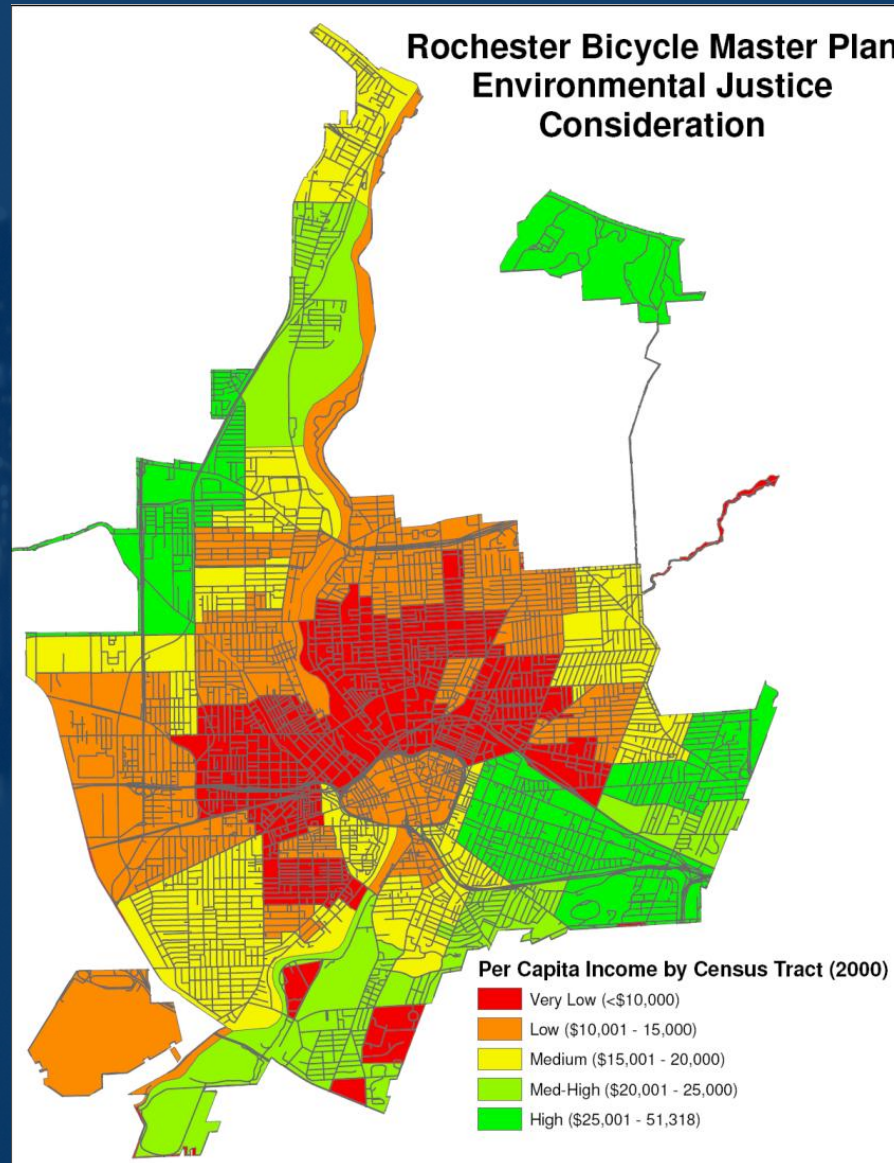 Rochester Bicycle Master Plan
Environmental Justice
Consideration
Per Capita Income by Census Tract (2000)
Very Low (<$10,000)
Low ($10,001 - 15,000)
Medium ($15,001 - 20,000)
Med-High ($20,001 - 25,000)
High ($25,001 - 51,318)